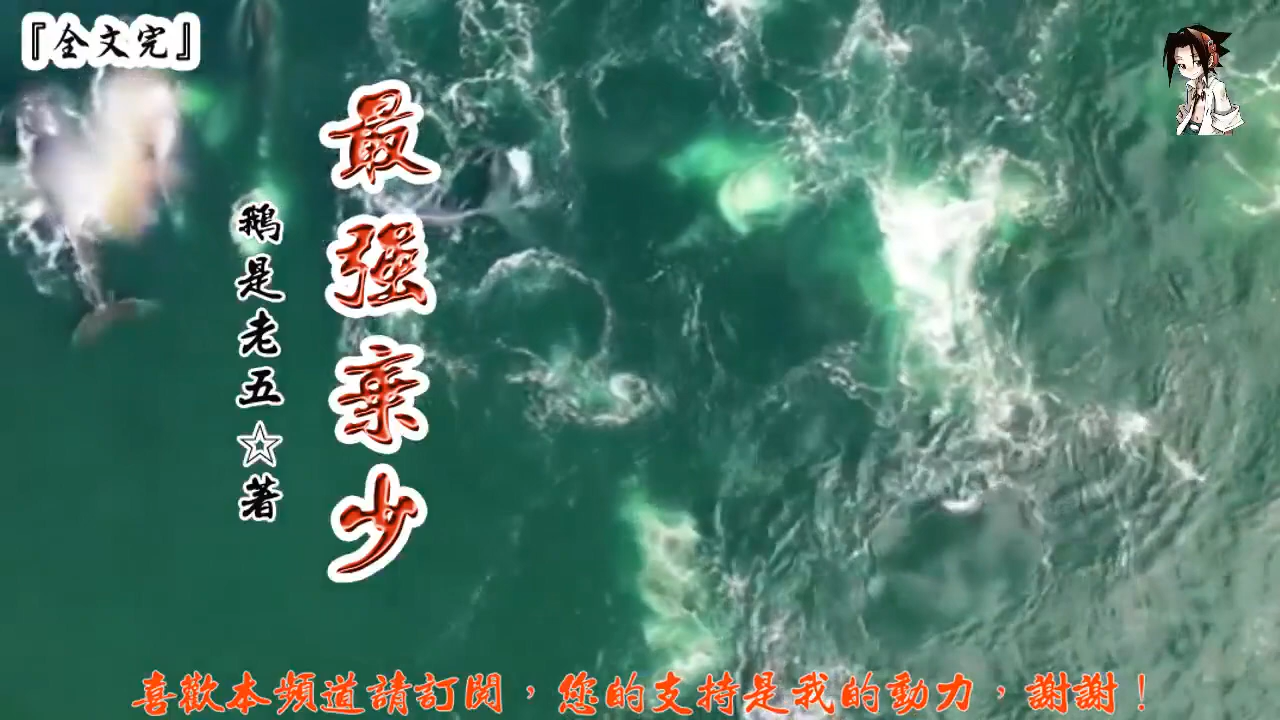 『全文完』
最強棄少
鵝是老五☆著
喜歡本頻道請訂閱，您的支持是我的動力，謝謝！